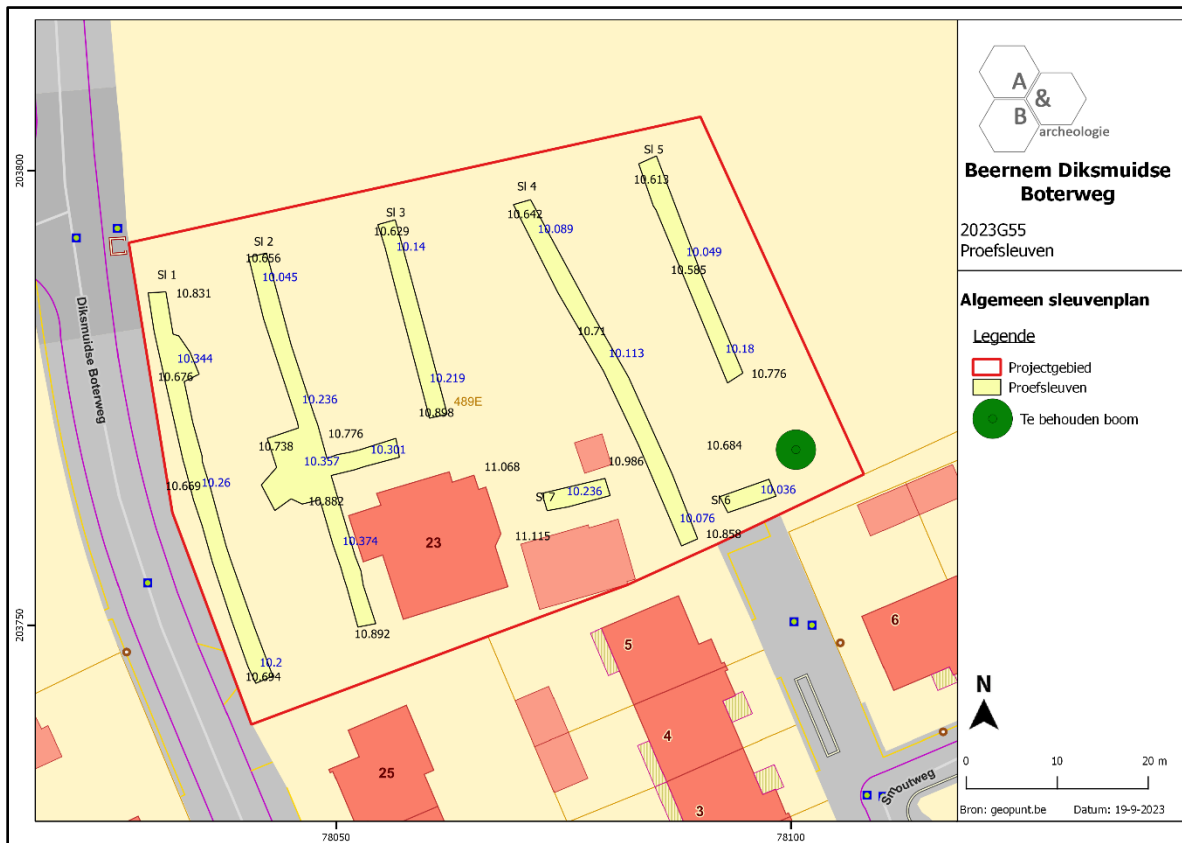 203800
203750
78050
78100
Diksmuidse Boterweg
Sl 1
10.831
10.344
10.676
10.669
10.26
10.2
10.694
Sl 2
10.656
10.045
10.236
10.738
10.776
10.357
10.301
10.882
10.374
10.892
Sl 3
10.629
10.14
10.219
10.898
489E
11.068
Sl 4
10.642
10.089
10.71
10.113
10.986
10.076
10.858
Sl 5
10.613
10.049
10.585
10.18
10.776
10.684
Sl 6
10.036
Sl 7
10.236
11.115
23
25
5
4
3
6
Snoutweg
A
&
B
archeologie
Beernem Diksmuidse
Boterweg
2023G55
Proefsleuven
Algemeen sleuvenplan
Legende
Projectgebied
Proefsleuven
Te behouden boom
N
0 10 20 m
Bron: geopunt.be Datum: 19-9-2023